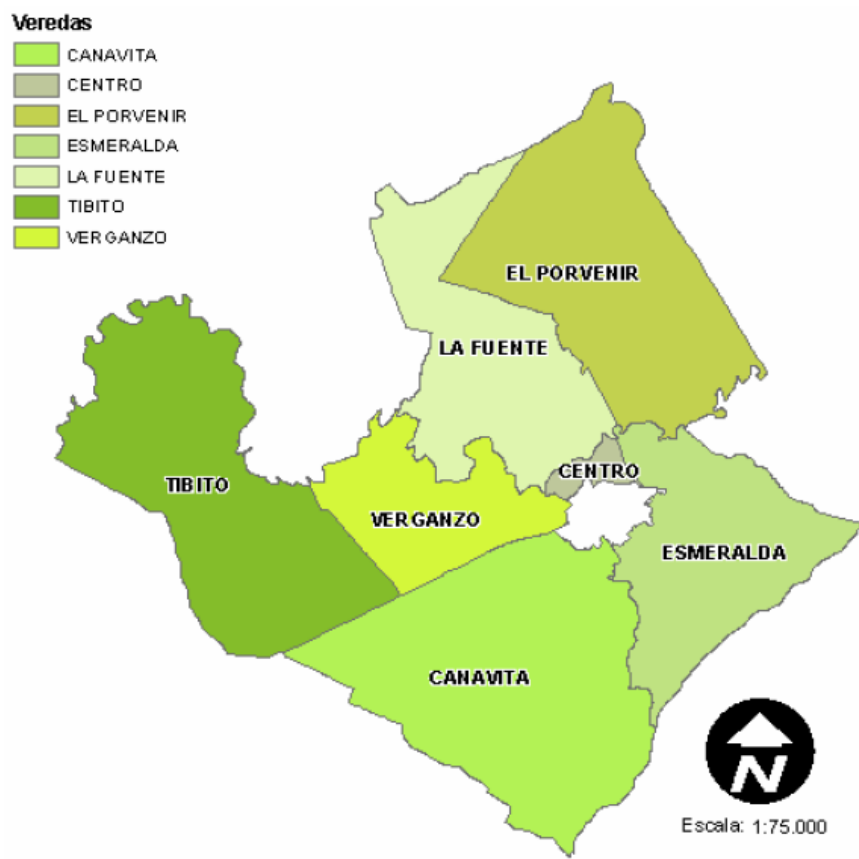 Veredas
CANAVITA
CENTRO
EL PORVENIR
ESMERALDA
LA FUENTE
TIBITO
VERGANZO
EL PORVENIR
LA FUENTE
CENTRO
TIBITO
VERGANZO
ESMERALDA
CANAVITA
N
Escala: 1:75.000